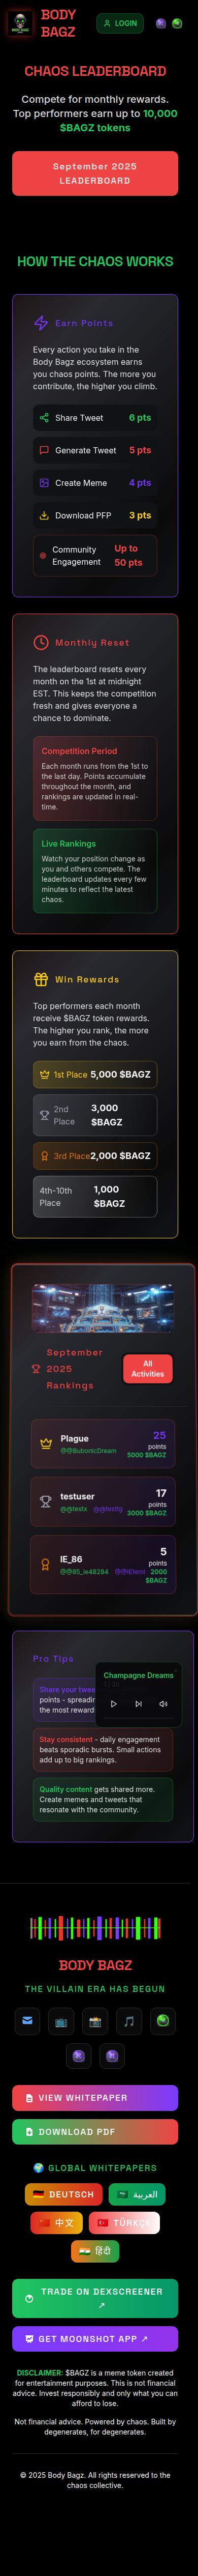 BODY
BAGZ
LOGIN
CHAOS LEADERBOARD
Compete for monthly rewards.
Top performers earn up to 10,000
$BAGZ tokens
September 2025
LEADERBOARD
HOW THE CHAOS WORKS
Earn Points
Every action you take in the
Body Bagz ecosystem earns
you chaos points. The more you
contribute, the higher you climb.
Share Tweet 6 pts
Generate Tweet 5 pts
Create Meme 4 pts
Download PFP 3 pts
Community
Engagement
Up to
50 pts
Monthly Reset
The leaderboard resets every
month on the 1st at midnight
EST. This keeps the competition
fresh and gives everyone a
chance to dominate.
Competition Period
Each month runs from the 1st to
the last day. Points accumulate
throughout the month, and
rankings are updated in real-
time.
Live Rankings
Watch your position change as
you and others compete. The
leaderboard updates every few
minutes to reflect the latest
chaos.
Win Rewards
Top performers each month
receive $BAGZ token rewards.
The higher you rank, the more
you earn from the chaos.
1st Place 5,000 $BAGZ
2nd
Place
3,000
$BAGZ
3rd Place 2,000 $BAGZ
4th-10th
Place
1,000
$BAGZ
September
2025
Rankings
All
Activities
Plague
@@BubonicDream
25
points
5000 $BAGZ
testuser
@@testx @@testtg
17
points
3000 $BAGZ
IE_86
@@85_ie48284
5
points
2000
$BAGZ
Pro Tips
Share your twee
points - spreadin
the most reward
Champagne Dreams
Stay consistent - daily engagement
beats sporadic bursts. Small actions
add up to big rankings.
Quality content gets shared more.
Create memes and tweets that
resonate with the community.
BODY BAGZ
THE VILLAIN ERA HAS BEGUN
VIEW WHITEPAPER
DOWNLOAD PDF
🌍 GLOBAL WHITEPAPERS
🇩🇪 DEUTSCH
🇸🇦 العربية
🇨🇳 中文
🇹🇷 TÜRKÇE
🇮🇳 हिंदी
TRADE ON DEXSCREENER
↗
GET MOONSHOT APP ↗
DISCLAIMER: $BAGZ is a meme token created
for entertainment purposes. This is not financial
advice. Invest responsibly and only what you can
afford to lose.
Not financial advice. Powered by chaos. Built by
degenerates, for degenerates.
© 2025 Body Bagz. All rights reserved to the
chaos collective.